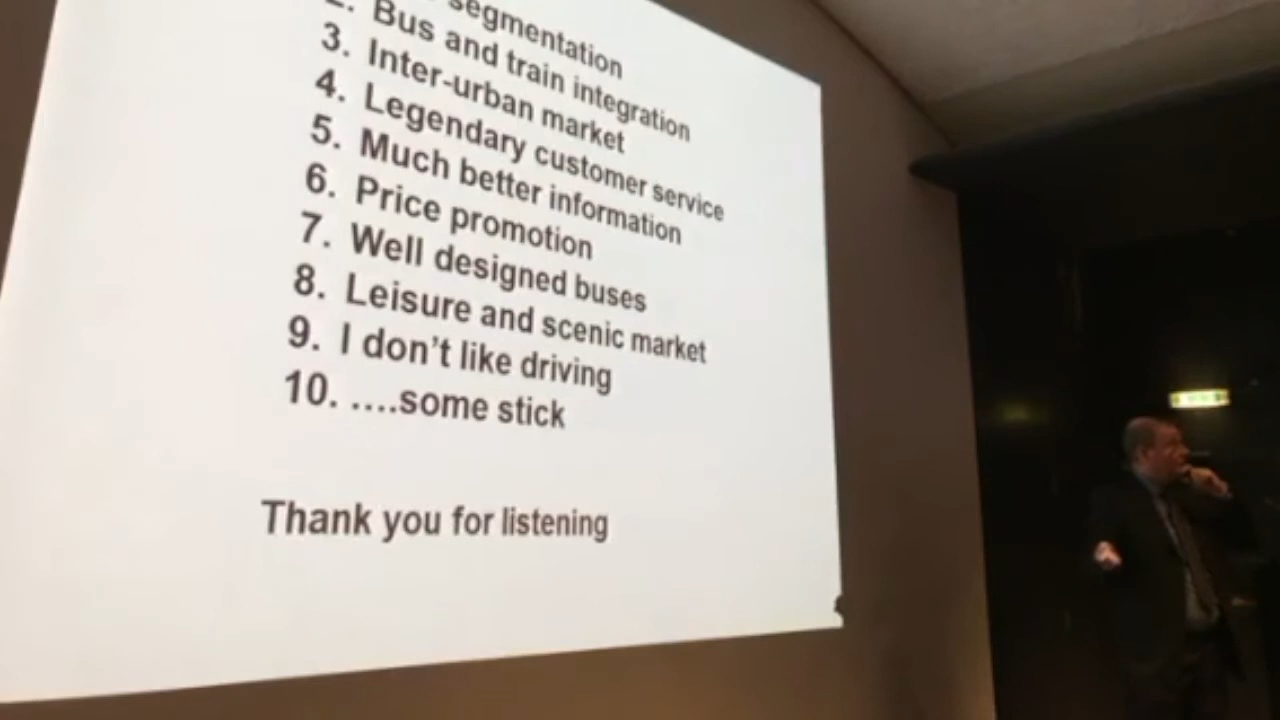 segmentation
2. Bus and train integration
3. Inter-urban market
4. Legendary customer service
5. Much better information
6. Price promotion
7. Well designed buses
8. Leisure and scenic market
9. I don’t like driving
10. ....some stick
Thank you for listening